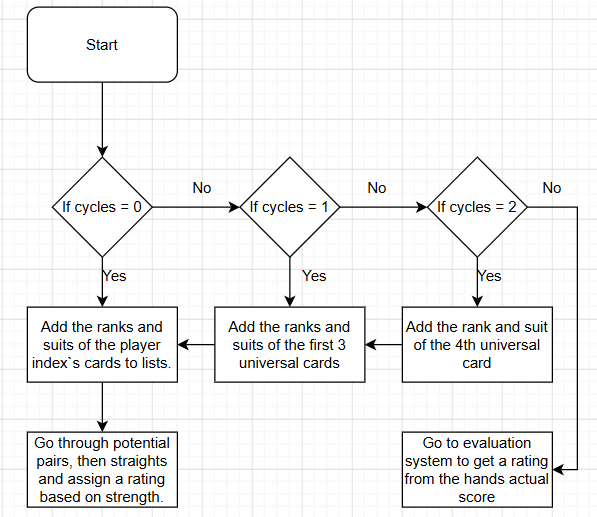 Start
If cycles = 0
No
If cycles = 1
No
If cycles = 2
No
Yes
Yes
Yes
Add the ranks and
suits of the player
index`s cards to lists.
Add the ranks and
suits of the first 3
universal cards
Add the rank and suit
of the 4th universal
card
Go through potential
pairs, then straights
and assign a rating
based on strength.
Go to evaluation
system to get a rating
from the hands actual
score